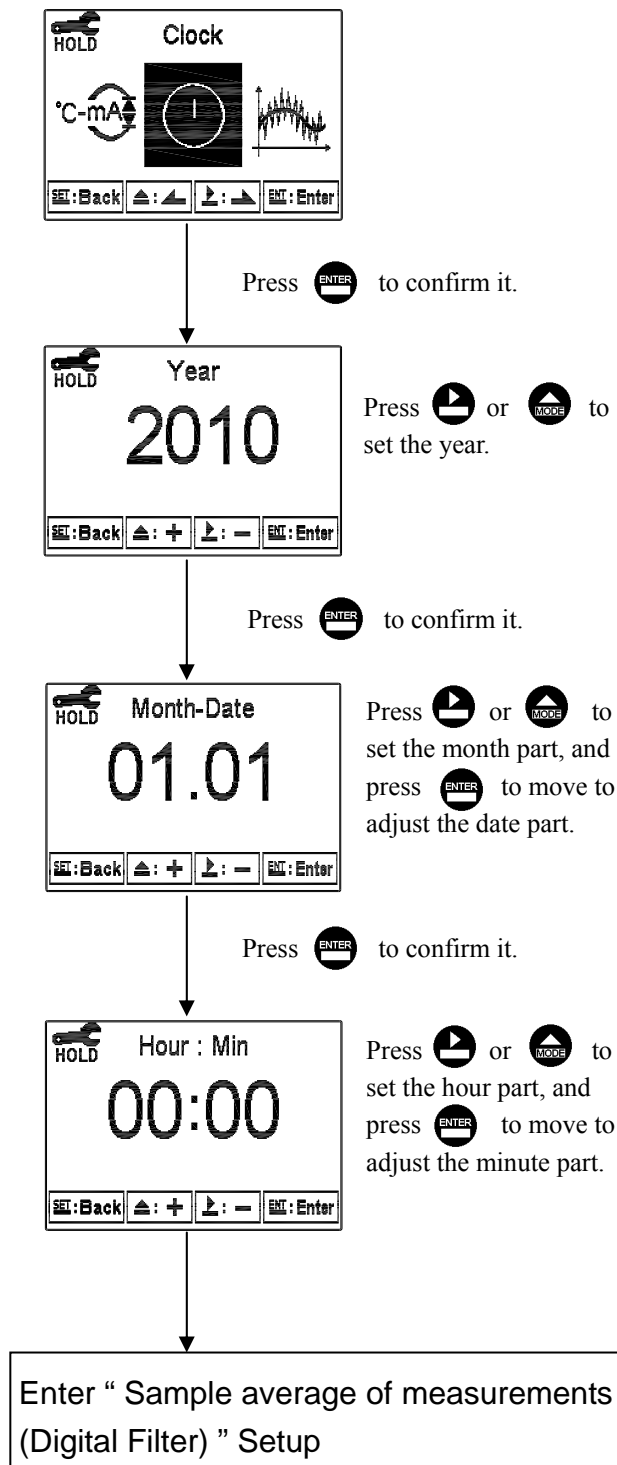 HOLD
Clock
°C-mA
SET:Back
:
:
ENT:Enter
Press ENTER to confirm it.
HOLD
Year
2010
SET:Back
: +
: −
ENT:Enter
Press or MODE to
set the year.
Press ENTER to confirm it.
HOLD
Month-Date
01.01
SET:Back
: +
: −
ENT:Enter
Press or MODE to
set the month part, and
press ENTER to move to
adjust the date part.
Press ENTER to confirm it.
HOLD
Hour : Min
00:00
SET:Back
: +
: −
ENT:Enter
Press or MODE to
set the hour part, and
press ENTER to move to
adjust the minute part.
Enter “ Sample average of measurements
(Digital Filter) ” Setup